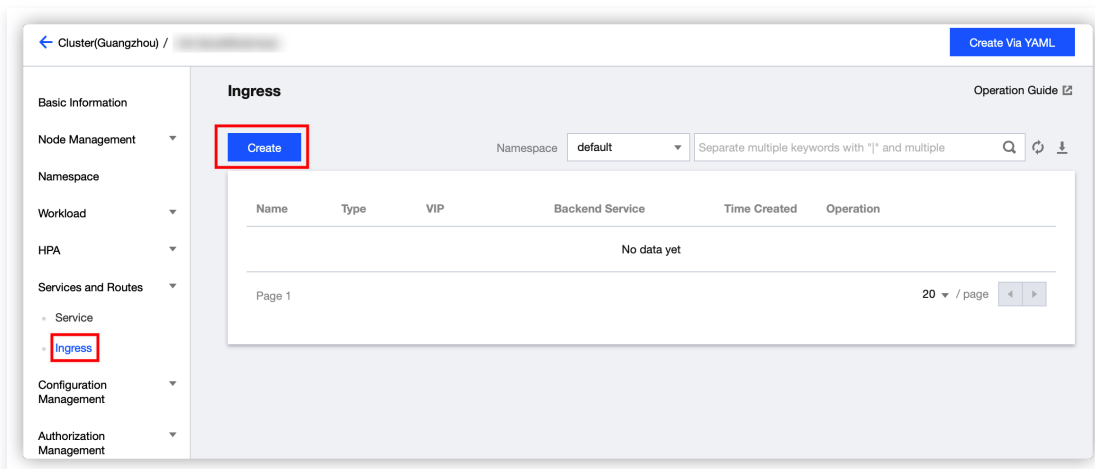 Cluster(Guangzhou) /
Create Via YAML
Basic Information
Node Management
Namespace
Workload
HPA
Services and Routes
Service
Ingress
Configuration
Management
Authorization
Management
Ingress
Operation Guide
Create
Namespace default Separate multiple keywords with "|" and multiple
Name Type VIP Backend Service Time Created Operation
No data yet
Page 1 20 / page